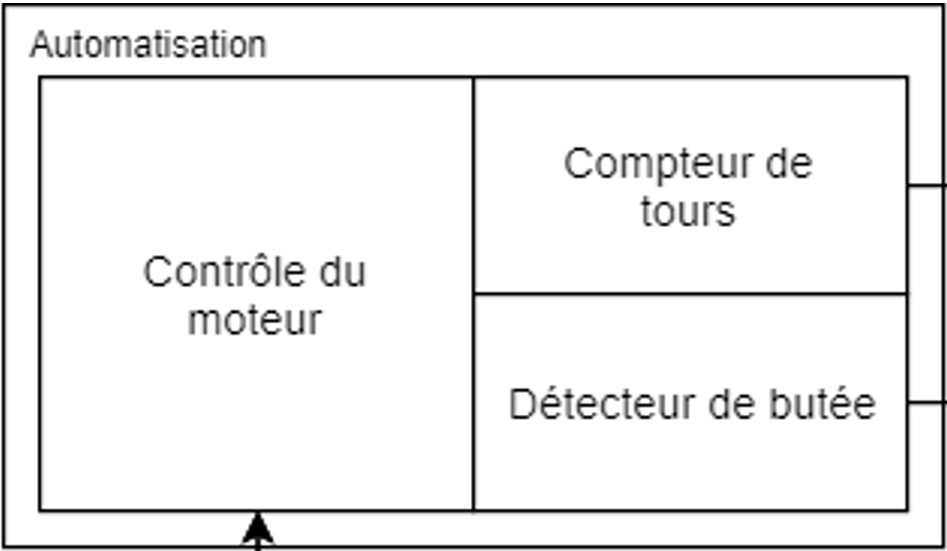 Automatisation
Contrôle du
moteur
Compteur de
tours
Détecteur de butée